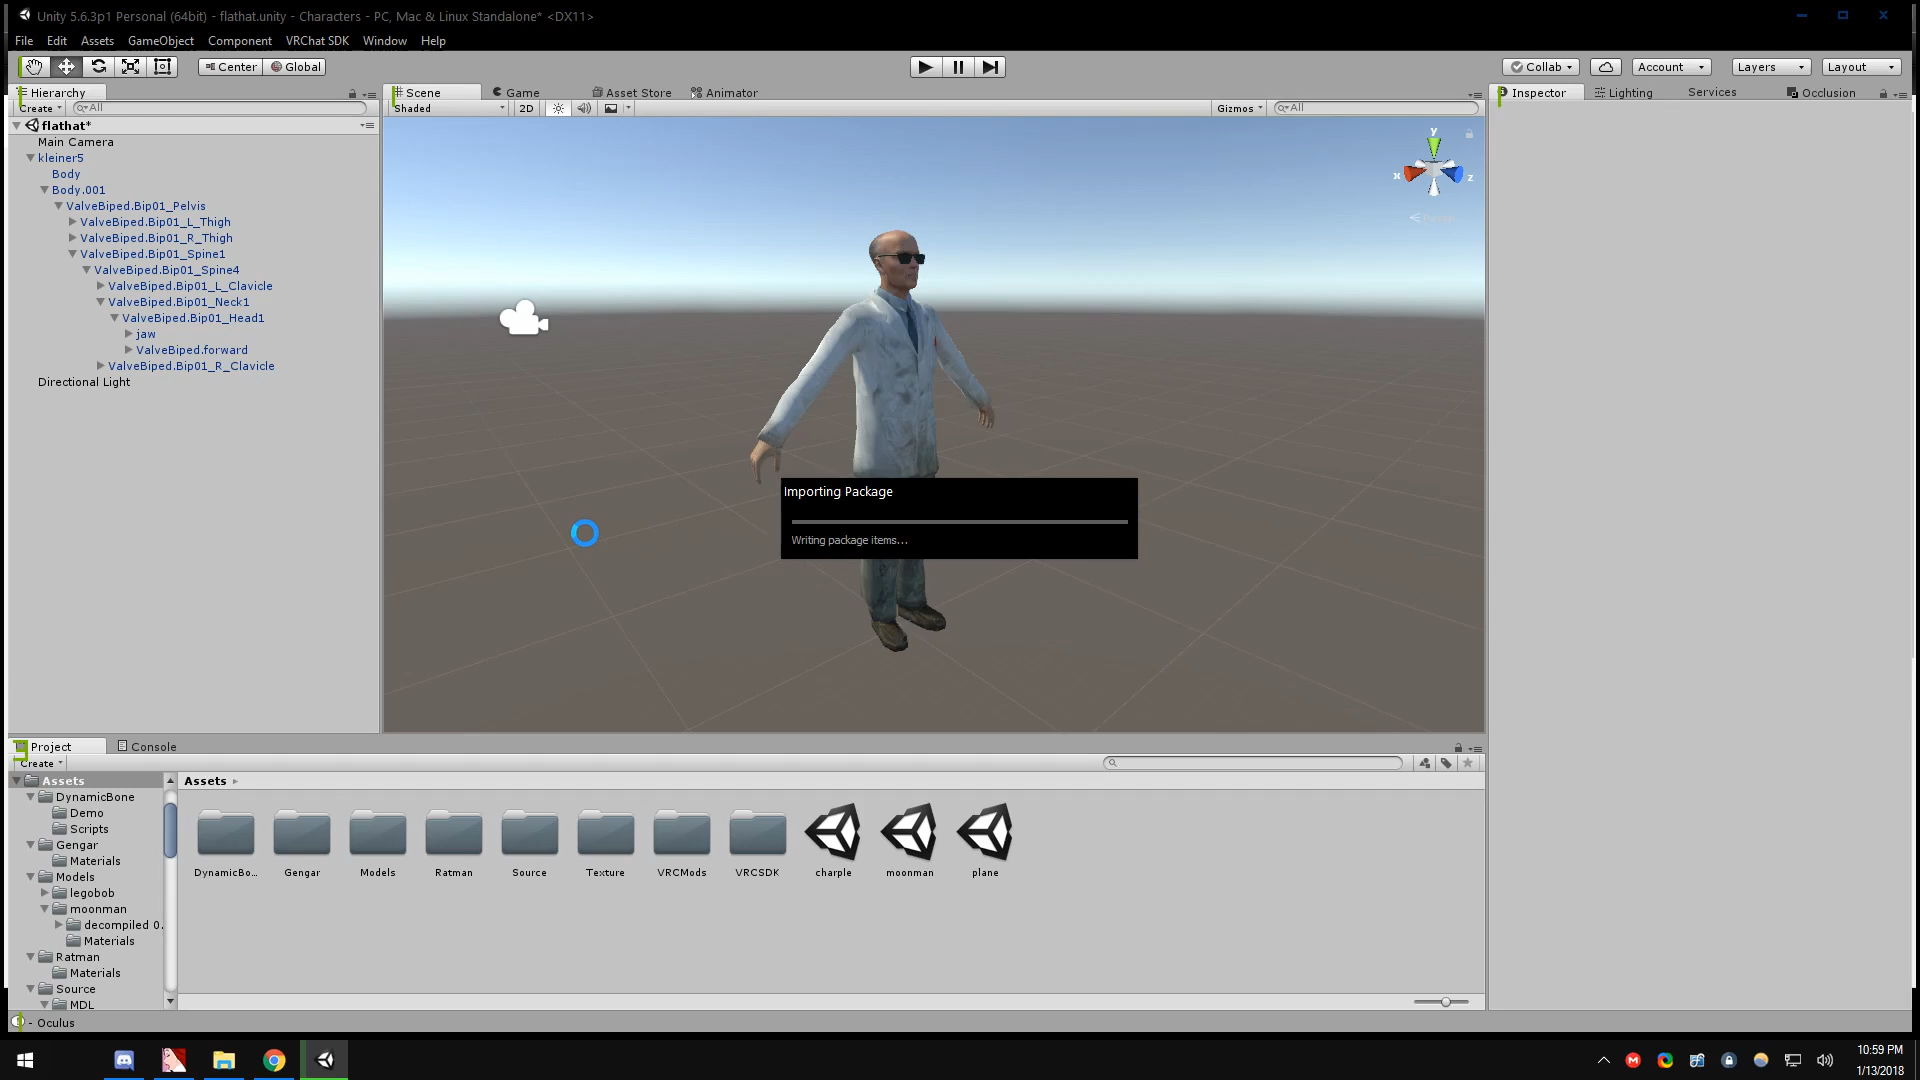 Unity 5.6.3p1 Personal (64bit) - flathat.unity - Characters - PC, Mac & Linux Standalone* <DX11>
File Edit Assets GameObject Component VRChat SDK Window Help
Center Global Collab Account Layers Layout
Hierarchy Scene Game Asset Store Animator Inspector Lighting Services Occlusion
Create All Shaded 2D Gizmos All
flathat*
Main Camera
kleiner5
Body
Body.001
ValveBiped.Bip01_Pelvis
ValveBiped.Bip01_L_Thigh
ValveBiped.Bip01_R_Thigh
ValveBiped.Bip01_Spine1
ValveBiped.Bip01_Spine4
ValveBiped.Bip01_L_Clavicle
ValveBiped.Bip01_Neck1
ValveBiped.Bip01_Head1
jaw
ValveBiped.forward
ValveBiped.Bip01_R_Clavicle
Directional Light
y
x z
Importing Package
Writing package items...
Project Console
Create
Assets
DynamicBone
Demo
Scripts
Gengar
Materials
Models
legobob
moonman
decompiled 0.
Materials
Ratman
Materials
Source
MDL
Assets
DynamicBo... Gengar Models Ratman Source Texture VRCMods VRCSDK charple moonman plane
- Oculus
10:59 PM
1/13/2018